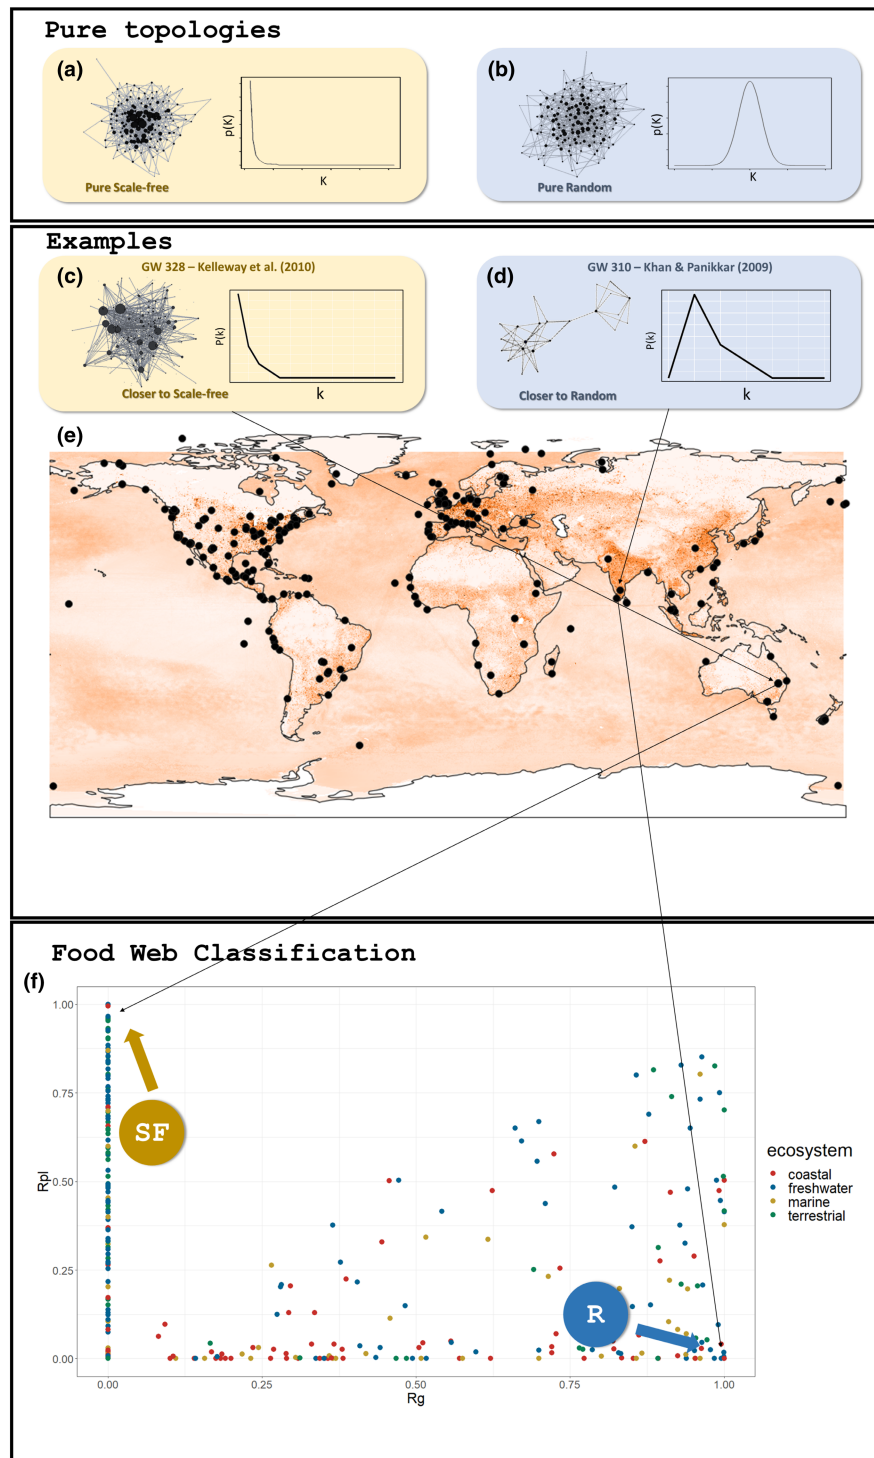 Pure topologies
(a)
p(K)
K
Pure Scale-free
(b)
p(K)
K
Pure Random
Examples
(c)
GW 328 – Kelleway et al. (2010)
P(k)
k
Closer to Scale-free
(d)
GW 310 – Khan & Panikkar (2009)
P(k)
k
Closer to Random
(e)
Food Web Classification
(f)
1.00
0.75
0.50
0.25
0.00
Rpl
SF
R
0.00 0.25 0.50 0.75 1.00
Rg
ecosystem
coastal
freshwater
marine
terrestrial